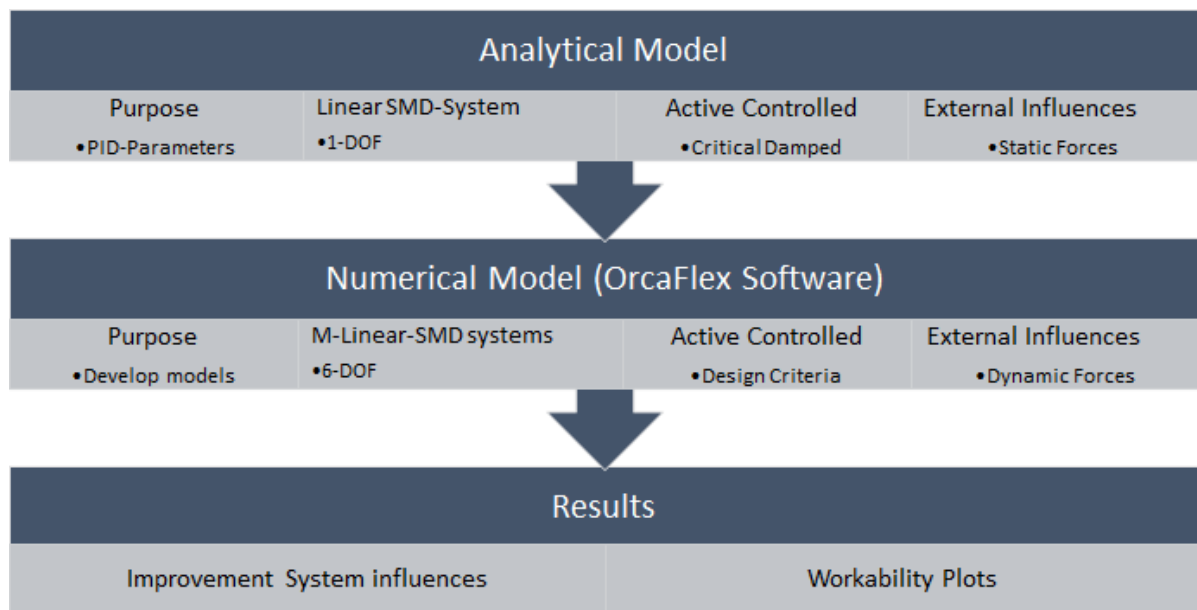 Analytical Model
Purpose
•PID-Parameters
Linear SMD-System
•1-DOF
Active Controlled
•Critical Damped
External Influences
•Static Forces
Numerical Model (OrcaFlex Software)
Purpose
•Develop models
M-Linear-SMD systems
•6-DOF
Active Controlled
•Design Criteria
External Influences
•Dynamic Forces
Results
Improvement System influences
Workability Plots